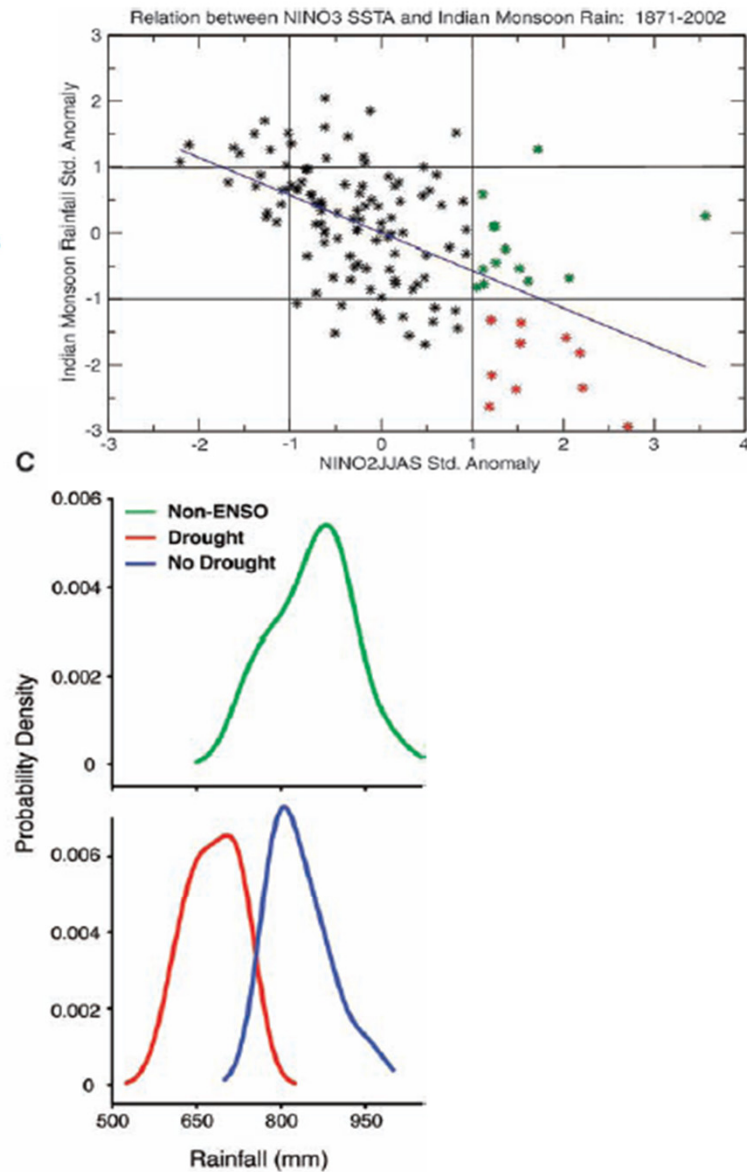 Relation between NINO3 SSTA and Indian Monsoon Rain: 1871-2002
Indian Monsoon Rainfall Std. Anomaly
3
2
1
0
-1
-2
-3
-3 -2 -1 0 1 2 3 4
NINO2JJAS Std. Anomaly
C
Probability Density
0.006
Non-ENSO
Drought
No Drought
0.004
0.002
0
0.006
0.004
0.002
0
500 650 800 950
Rainfall (mm)